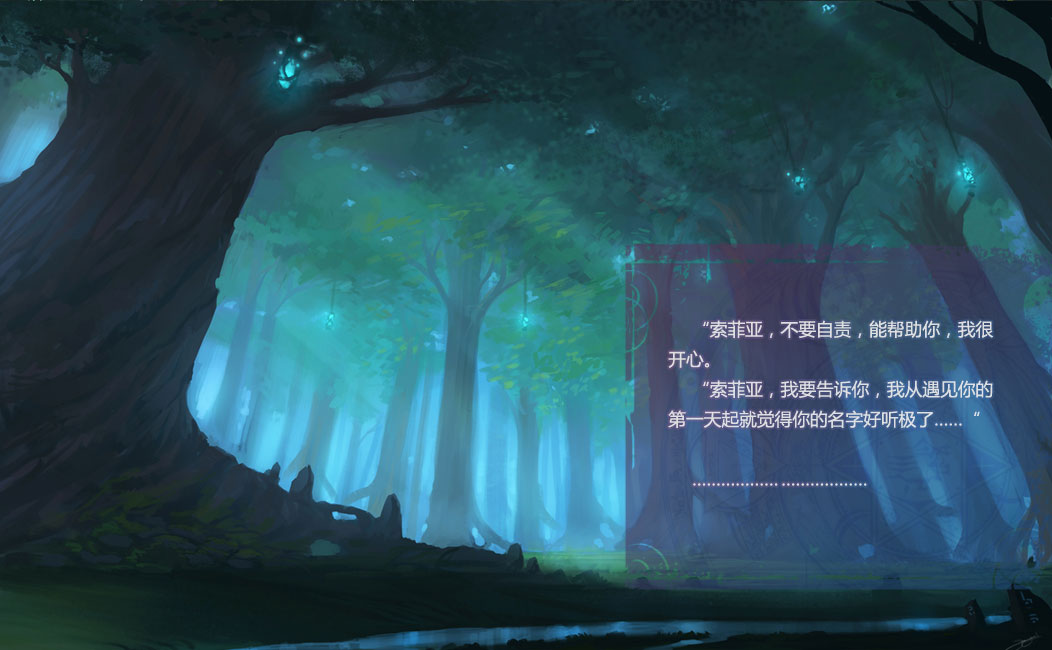 “索菲亚，不要自责，能帮助你，我很
开心。
“索菲亚，我要告诉你，我从遇见你的
第一天起就觉得你的名字好听极了…… “
……………… ………………